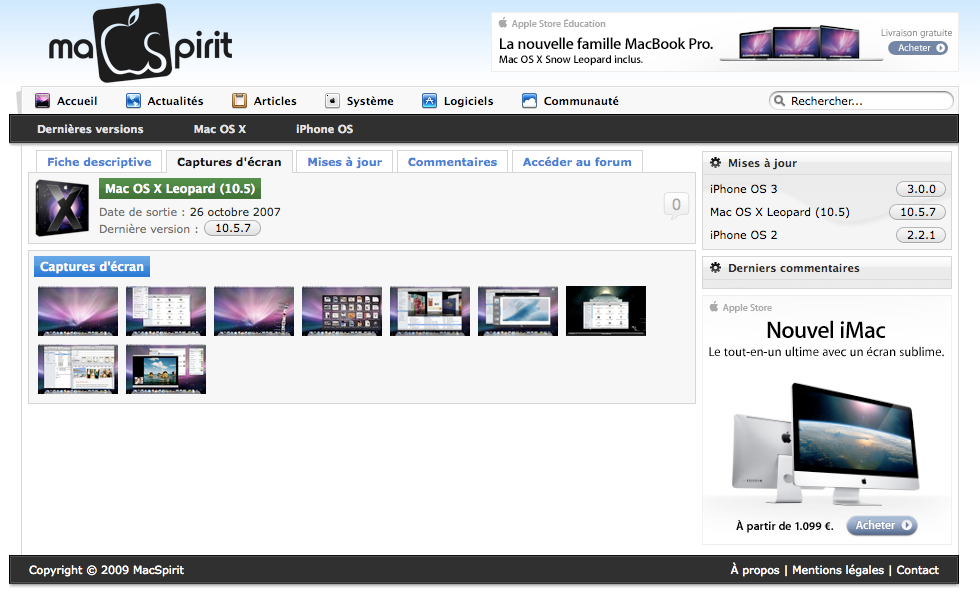 macSpirit
Apple Store Éducation
La nouvelle famille MacBook Pro.
Mac OS X Snow Leopard inclus.
Livraison gratuite
Acheter
Accueil
Actualités
Articles
Système
Logiciels
Communauté
Rechercher...
Dernières versions
Mac OS X
iPhone OS
Fiche descriptive
Captures d'écran
Mises à jour
Commentaires
Accéder au forum
Mac OS X Leopard (10.5)
Date de sortie : 26 octobre 2007
Dernière version : 10.5.7
0
Captures d'écran
Mises à jour
iPhone OS 3 3.0.0
Mac OS X Leopard (10.5) 10.5.7
iPhone OS 2 2.2.1
Derniers commentaires
Apple Store
Nouvel iMac
Le tout-en-un ultime avec un écran sublime.
À partir de 1.099 €.
Acheter
Copyright © 2009 MacSpirit
À propos | Mentions légales | Contact